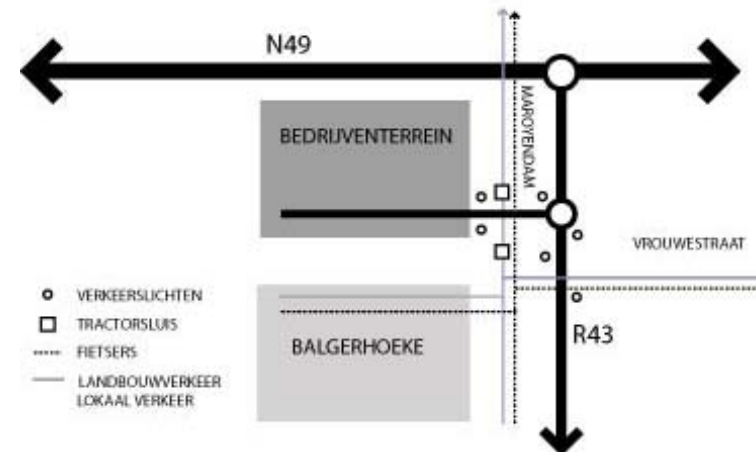 N49
MAROYENDAM
BEDRIJVENTERREIN
VROUWESTRAAT
VERKEERSLICHTEN
TRACTORSLUIS
FIETSERS
LANDBOUWVERKEER
LOKAAL VERKEER
BALGERHOEKE
R43